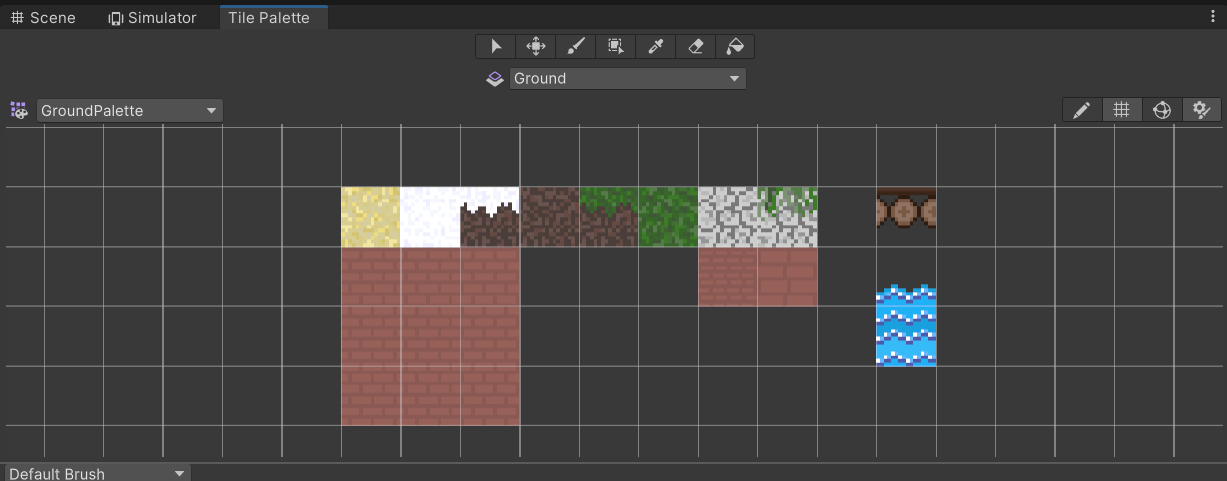 Scene
Simulator
Tile Palette
Ground
GroundPalette
Default Brush